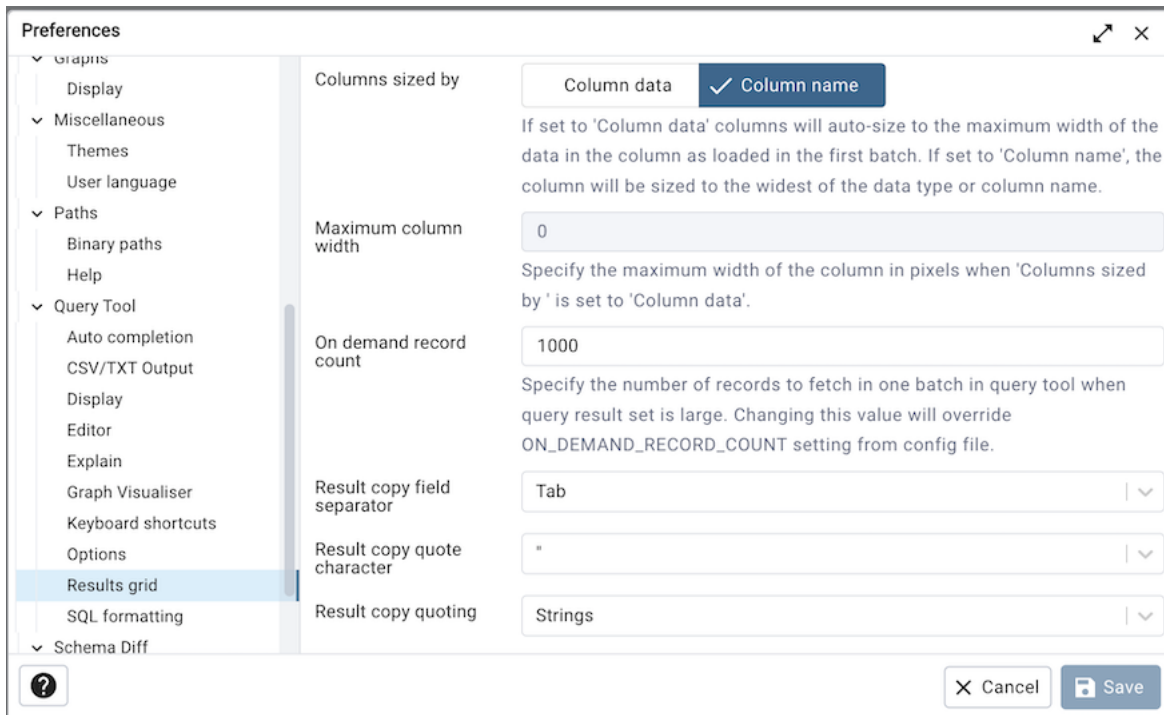 Preferences
Graphs
Display
Miscellaneous
Themes
User language
Paths
Binary paths
Help
Query Tool
Auto completion
CSV/TXT Output
Display
Editor
Explain
Graph Visualiser
Keyboard shortcuts
Options
Results grid
SQL formatting
Schema Diff
Columns sized by
Column data
Column name
If set to 'Column data' columns will auto-size to the maximum width of the
data in the column as loaded in the first batch. If set to 'Column name', the
column will be sized to the widest of the data type or column name.
Maximum column
width
0
Specify the maximum width of the column in pixels when 'Columns sized
by ' is set to 'Column data'.
On demand record
count
1000
Specify the number of records to fetch in one batch in query tool when
query result set is large. Changing this value will override
ON_DEMAND_RECORD_COUNT setting from config file.
Result copy field
separator
Tab
Result copy quote
character
"
Result copy quoting
Strings
?
Cancel
Save